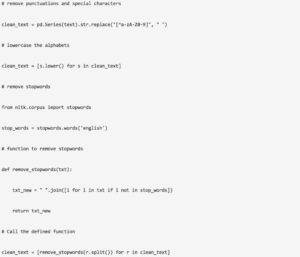 # remove punctuations and special characters
clean_text = pd.Series(text).str.replace("[^a-zA-Z0-9]", " ")
# lowercase the alphabets
clean_text = [s.lower() for s in clean_text]
# remove stopwords
from nltk.corpus import stopwords
stop_words = stopwords.words('english')
# function to remove stopwords
def remove_stopwords(txt):
txt_new = " ".join([i for i in txt if i not in stop_words])
return txt_new
# Call the defined function
clean_text = [remove_stopwords(r.split()) for r in clean_text]